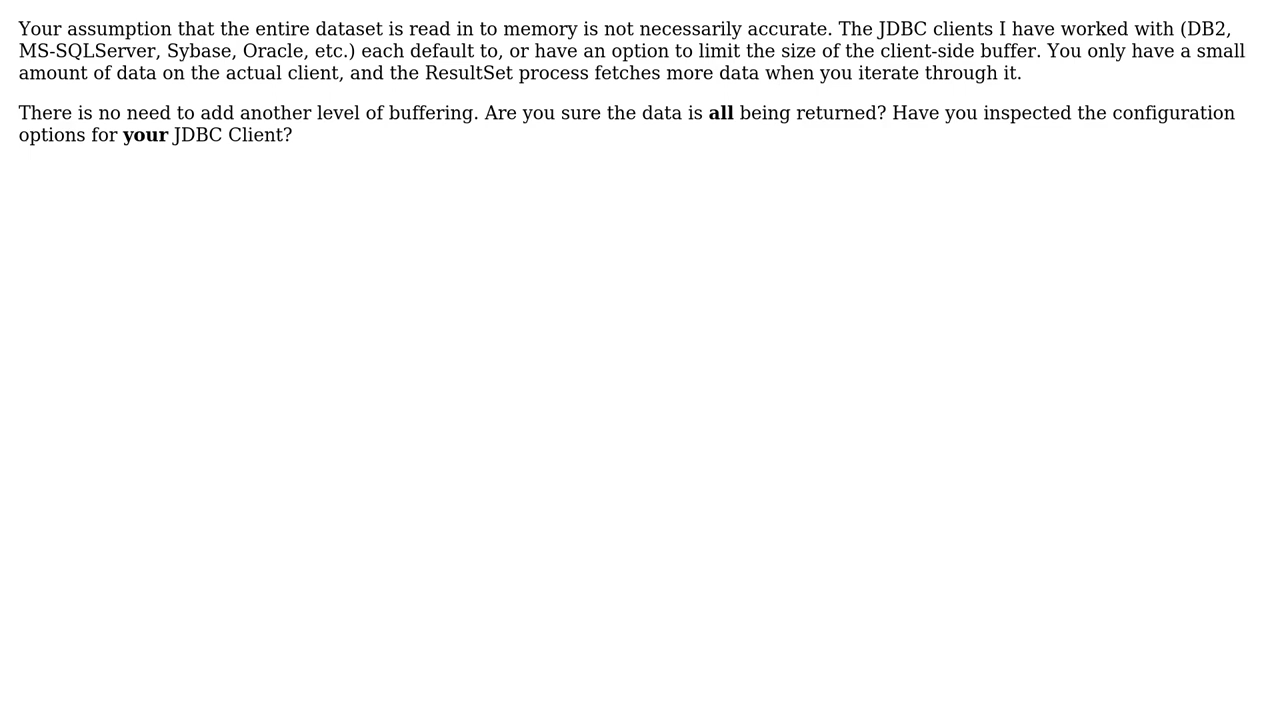 Your assumption that the entire dataset is read in to memory is not necessarily accurate. The JDBC clients I have worked with (DB2,
MS-SQLServer, Sybase, Oracle, etc.) each default to, or have an option to limit the size of the client-side buffer. You only have a small
amount of data on the actual client, and the ResultSet process fetches more data when you iterate through it.
There is no need to add another level of buffering. Are you sure the data is all being returned? Have you inspected the configuration
options for your JDBC Client?